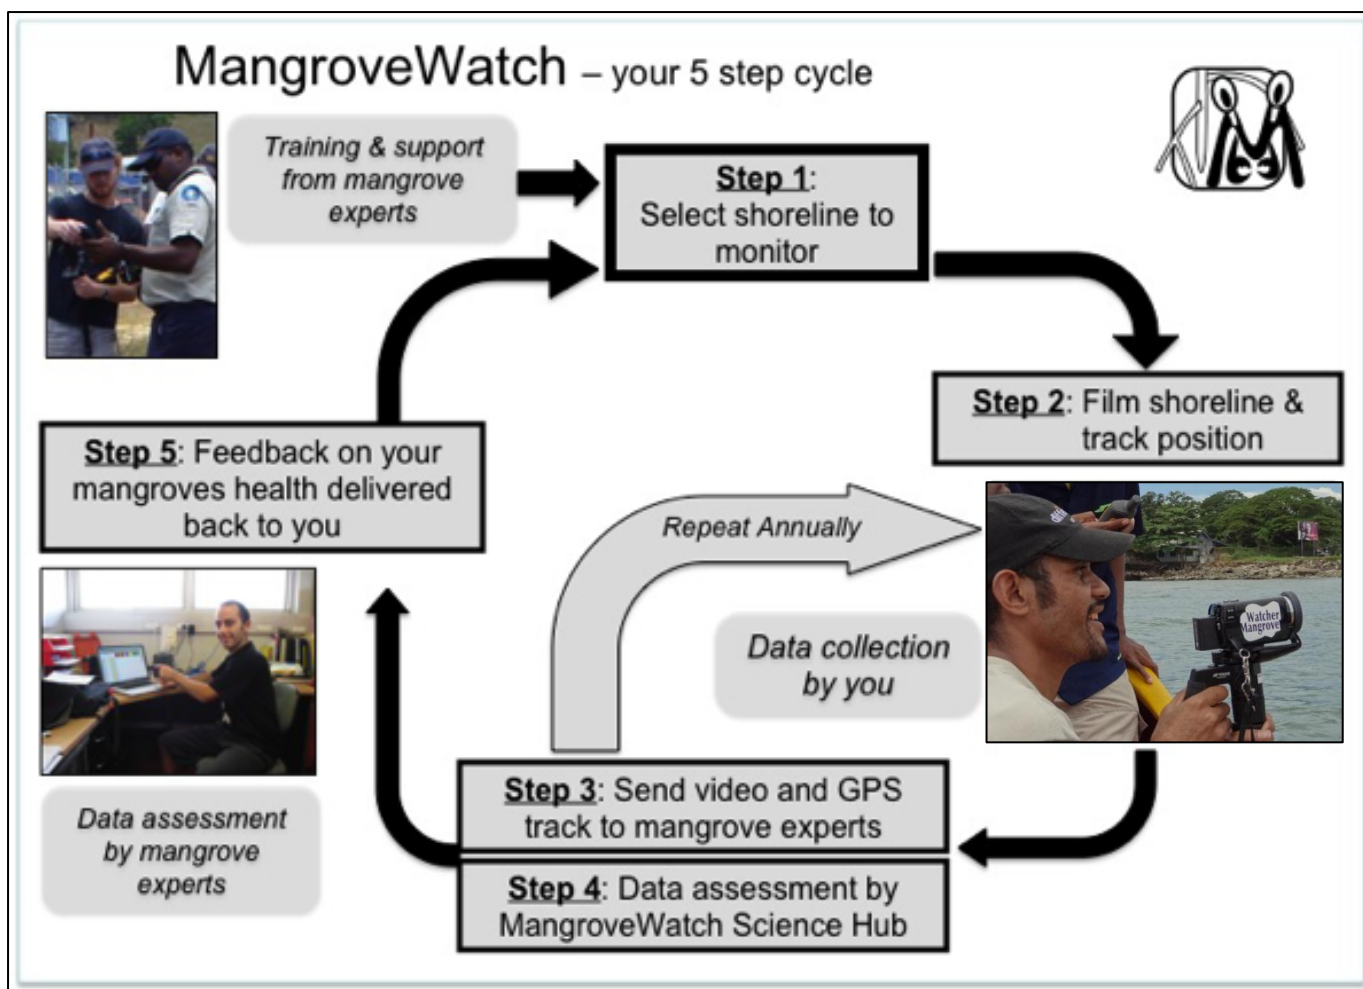 MangroveWatch – your 5 step cycle
Training & support
from mangrove
experts
Step 1:
Select shoreline to
monitor
Step 2: Film shoreline &
track position
Step 5: Feedback on your
mangroves health delivered
back to you
Repeat Annually
Data collection
by you
Watcher
Mangrove
Step 3: Send video and GPS
track to mangrove experts
Data assessment
by mangrove
experts
Step 4: Data assessment by
MangroveWatch Science Hub